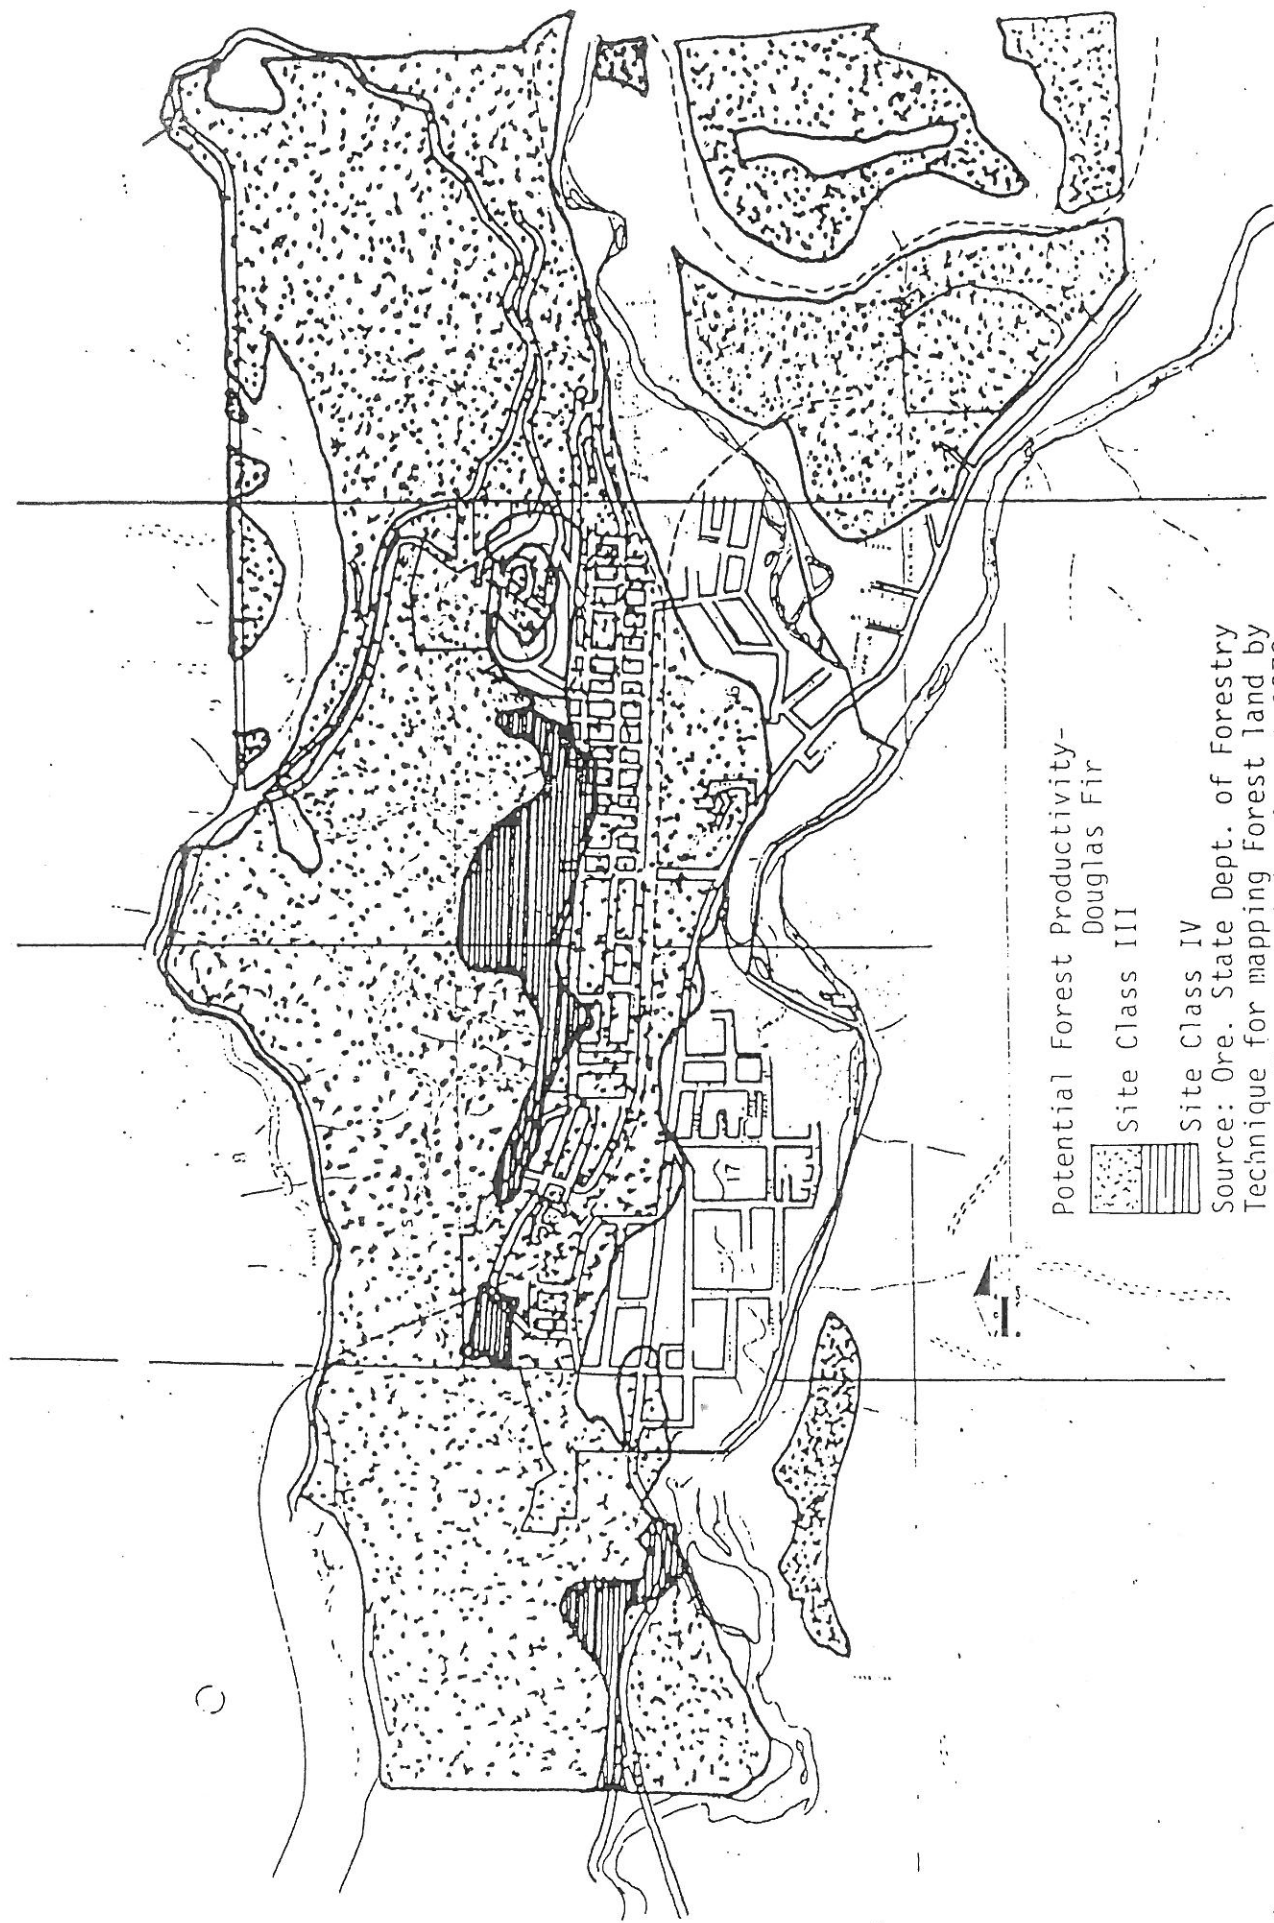 Potential Forest Productivity-
Douglas Fir
Site Class III
Site Class IV
Source: Ore. State Dept. of Forestry
Technique for mapping Forest land by
17